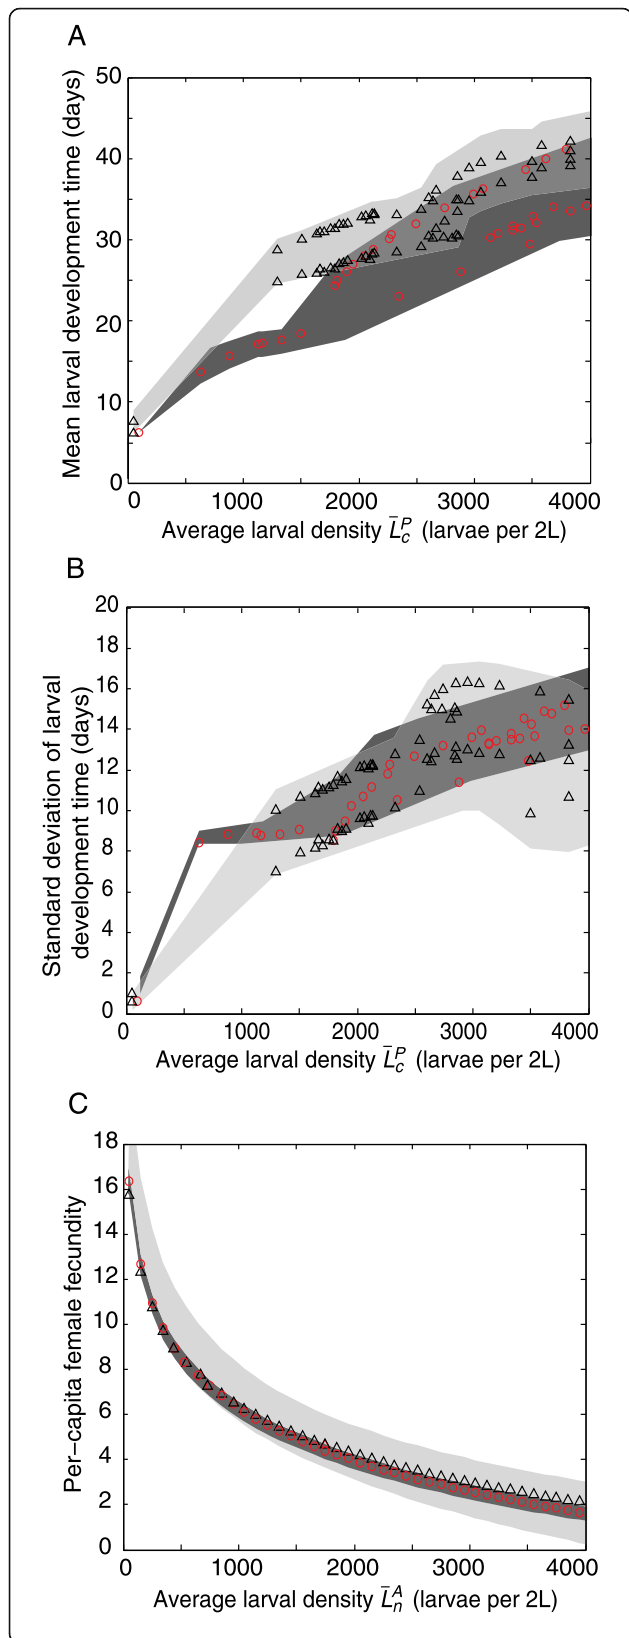 A
50
40
30
20
10
0
Mean larval development time (days)
0 1000 2000 3000 4000
Average larval density L̄ᴾc (larvae per 2L)
B
20
18
16
14
12
10
8
6
4
2
0
Standard deviation of larval
development time (days)
0 1000 2000 3000 4000
Average larval density L̄ᴾc (larvae per 2L)
C
18
16
14
12
10
8
6
4
2
0
Per−capita female fecundity
0 1000 2000 3000 4000
Average larval density L̄ᴬn (larvae per 2L)